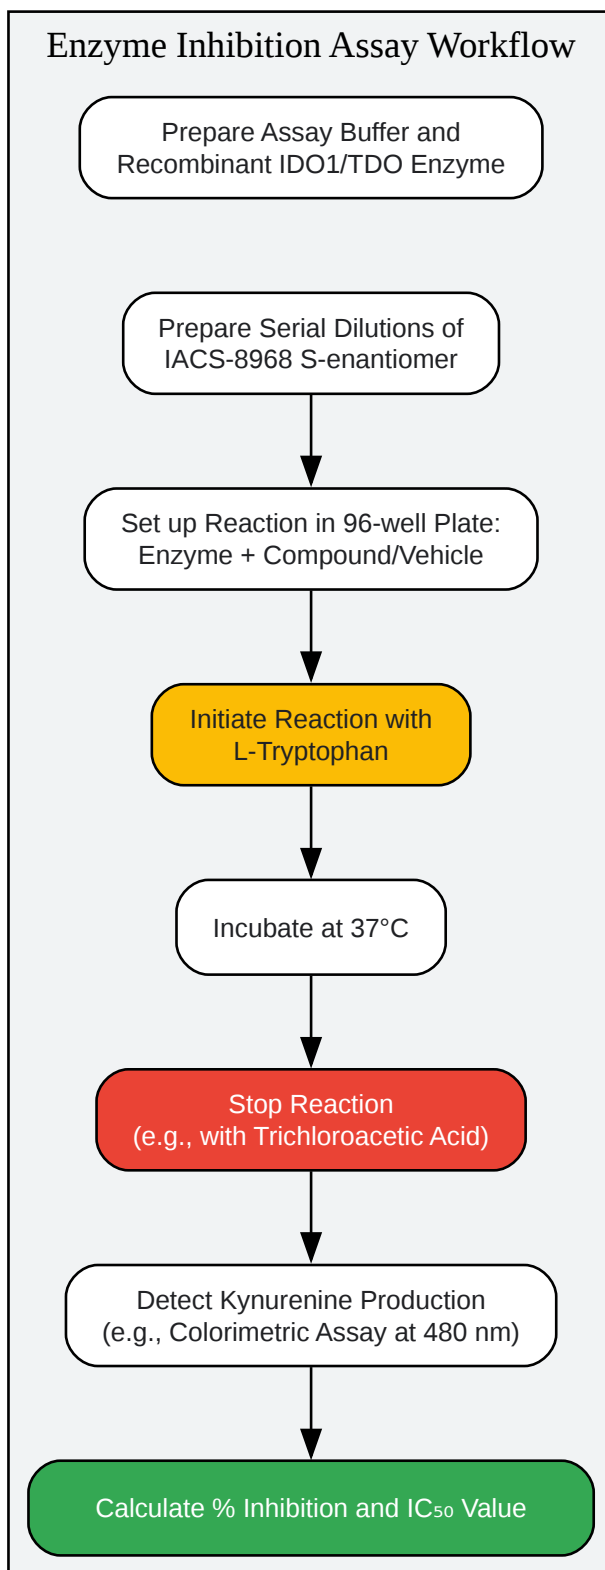 Enzyme Inhibition Assay Workflow
Prepare Assay Buffer and
Recombinant IDO1/TDO Enzyme
Prepare Serial Dilutions of
IACS-8968 S-enantiomer
Set up Reaction in 96-well Plate:
Enzyme + Compound/Vehicle
Initiate Reaction with
L-Tryptophan
Incubate at 37°C
Stop Reaction
(e.g., with Trichloroacetic Acid)
Detect Kynurenine Production
(e.g., Colorimetric Assay at 480 nm)
Calculate % Inhibition and IC₅₀ Value